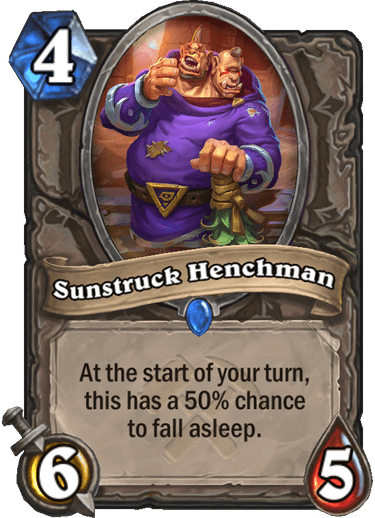 4
Sunstruck Henchman
At the start of your turn,
this has a 50% chance
to fall asleep.
6
5